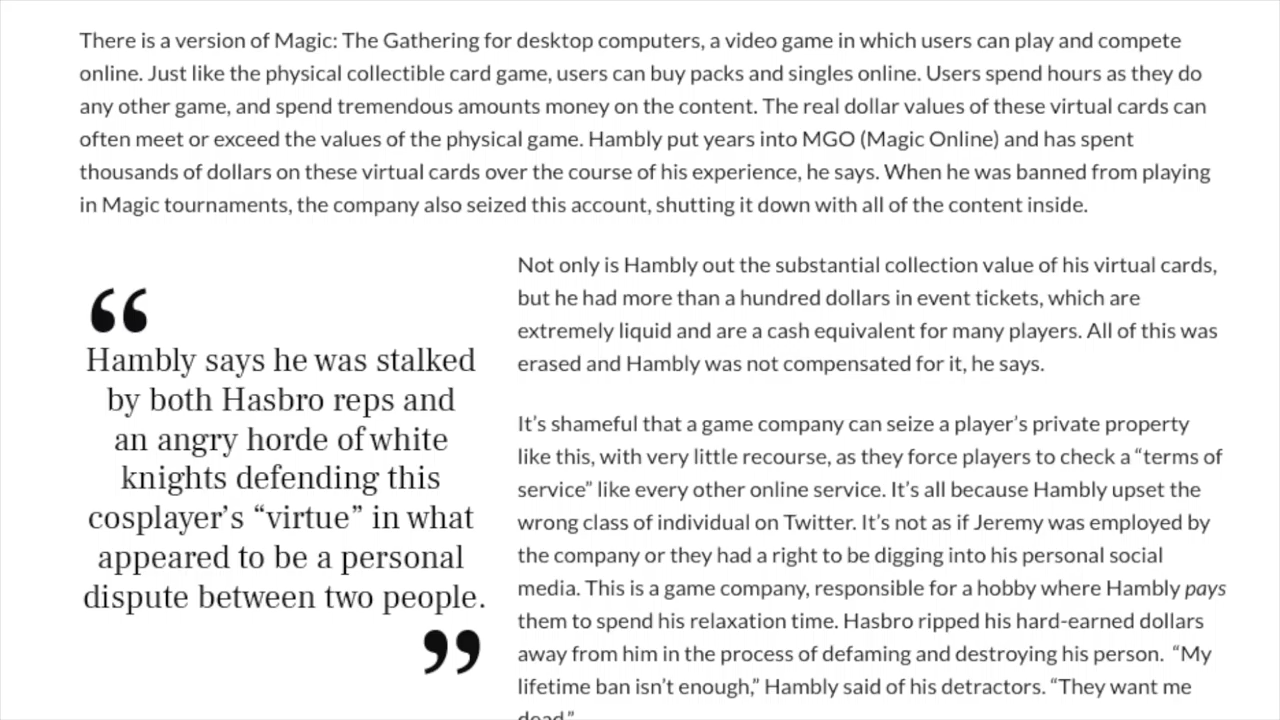 There is a version of Magic: The Gathering for desktop computers, a video game in which users can play and compete
online. Just like the physical collectible card game, users can buy packs and singles online. Users spend hours as they do
any other game, and spend tremendous amounts money on the content. The real dollar values of these virtual cards can
often meet or exceed the values of the physical game. Hambly put years into MGO (Magic Online) and has spent
thousands of dollars on these virtual cards over the course of his experience, he says. When he was banned from playing
in Magic tournaments, the company also seized this account, shutting it down with all of the content inside.
“
Hambly says he was stalked
by both Hasbro reps and
an angry horde of white
knights defending this
cosplayer’s “virtue” in what
appeared to be a personal
dispute between two people.
”
Not only is Hambly out the substantial collection value of his virtual cards,
but he had more than a hundred dollars in event tickets, which are
extremely liquid and are a cash equivalent for many players. All of this was
erased and Hambly was not compensated for it, he says.
It’s shameful that a game company can seize a player’s private property
like this, with very little recourse, as they force players to check a “terms of
service” like every other online service. It’s all because Hambly upset the
wrong class of individual on Twitter. It’s not as if Jeremy was employed by
the company or they had a right to be digging into his personal social
media. This is a game company, responsible for a hobby where Hambly pays
them to spend his relaxation time. Hasbro ripped his hard-earned dollars
away from him in the process of defaming and destroying his person. “My
lifetime ban isn’t enough,” Hambly said of his detractors. “They want me
dead.”